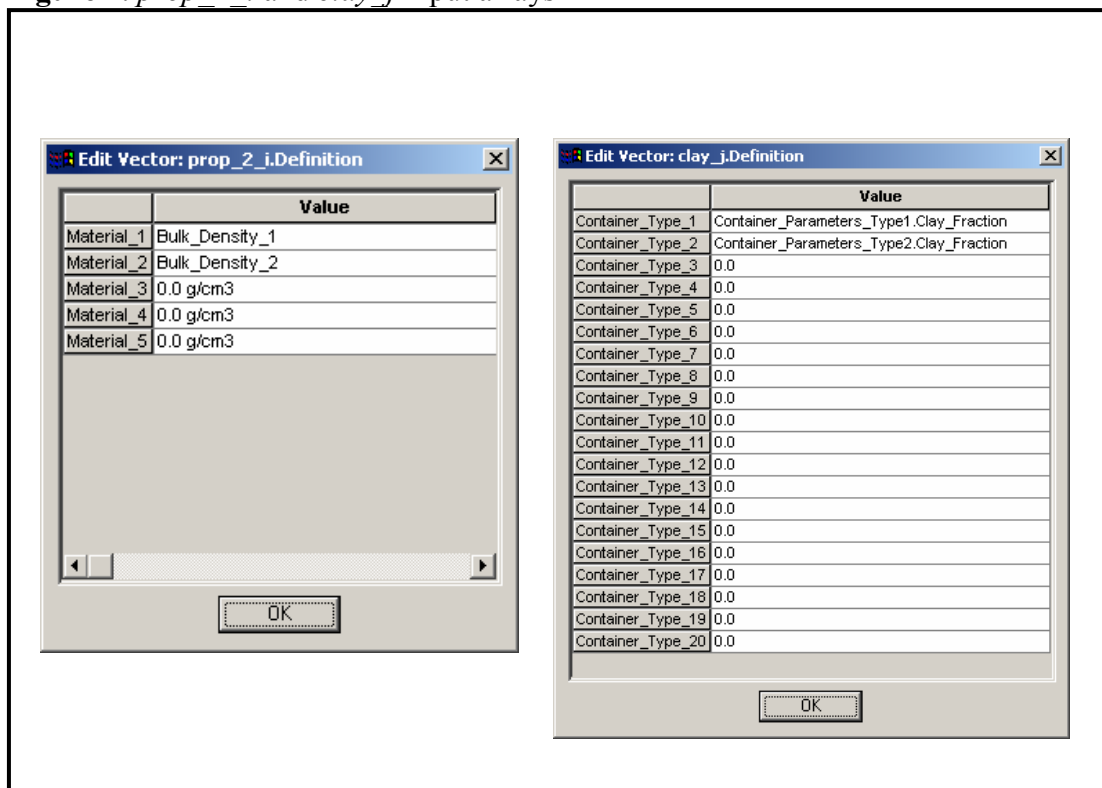 Edit Vector: prop_2_i.Definition
Value
Material_1 Bulk_Density_1
Material_2 Bulk_Density_2
Material_3 0.0 g/cm3
Material_4 0.0 g/cm3
Material_5 0.0 g/cm3
OK
Edit Vector: clay_j.Definition
Value
Container_Type_1 Container_Parameters_Type1.Clay_Fraction
Container_Type_2 Container_Parameters_Type2.Clay_Fraction
Container_Type_3 0.0
Container_Type_4 0.0
Container_Type_5 0.0
Container_Type_6 0.0
Container_Type_7 0.0
Container_Type_8 0.0
Container_Type_9 0.0
Container_Type_10 0.0
Container_Type_11 0.0
Container_Type_12 0.0
Container_Type_13 0.0
Container_Type_14 0.0
Container_Type_15 0.0
Container_Type_16 0.0
Container_Type_17 0.0
Container_Type_18 0.0
Container_Type_19 0.0
Container_Type_20 0.0
OK